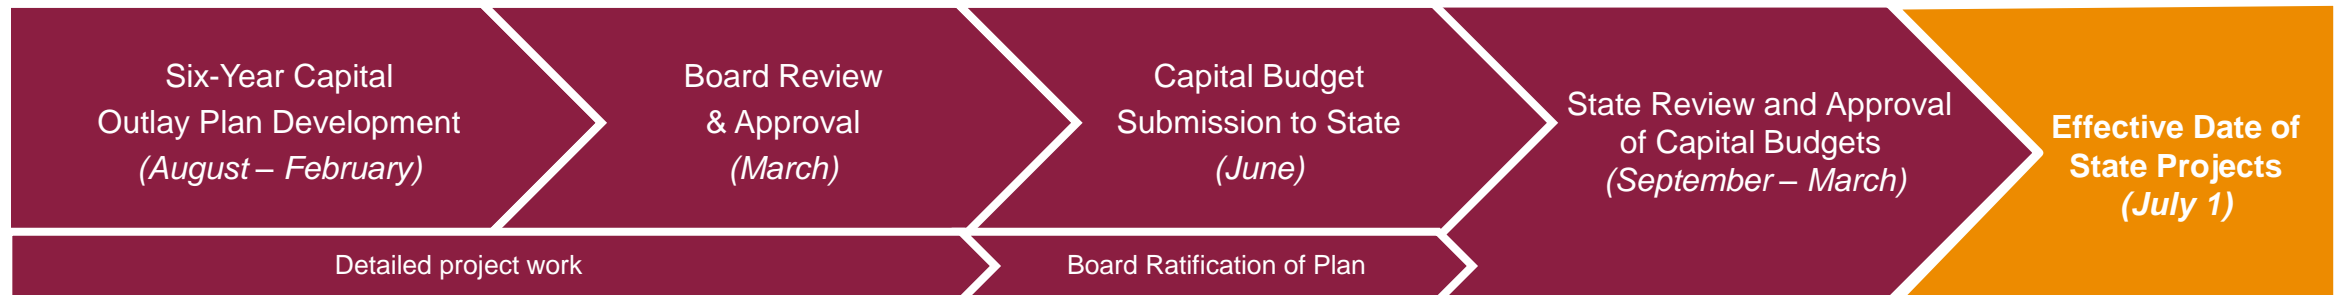 Six-Year Capital
Outlay Plan Development
(August – February)
Board Review
& Approval
(March)
Capital Budget
Submission to State
(June)
State Review and Approval
of Capital Budgets
(September – March)
Effective Date of
State Projects
(July 1)
Detailed project work
Board Ratification of Plan